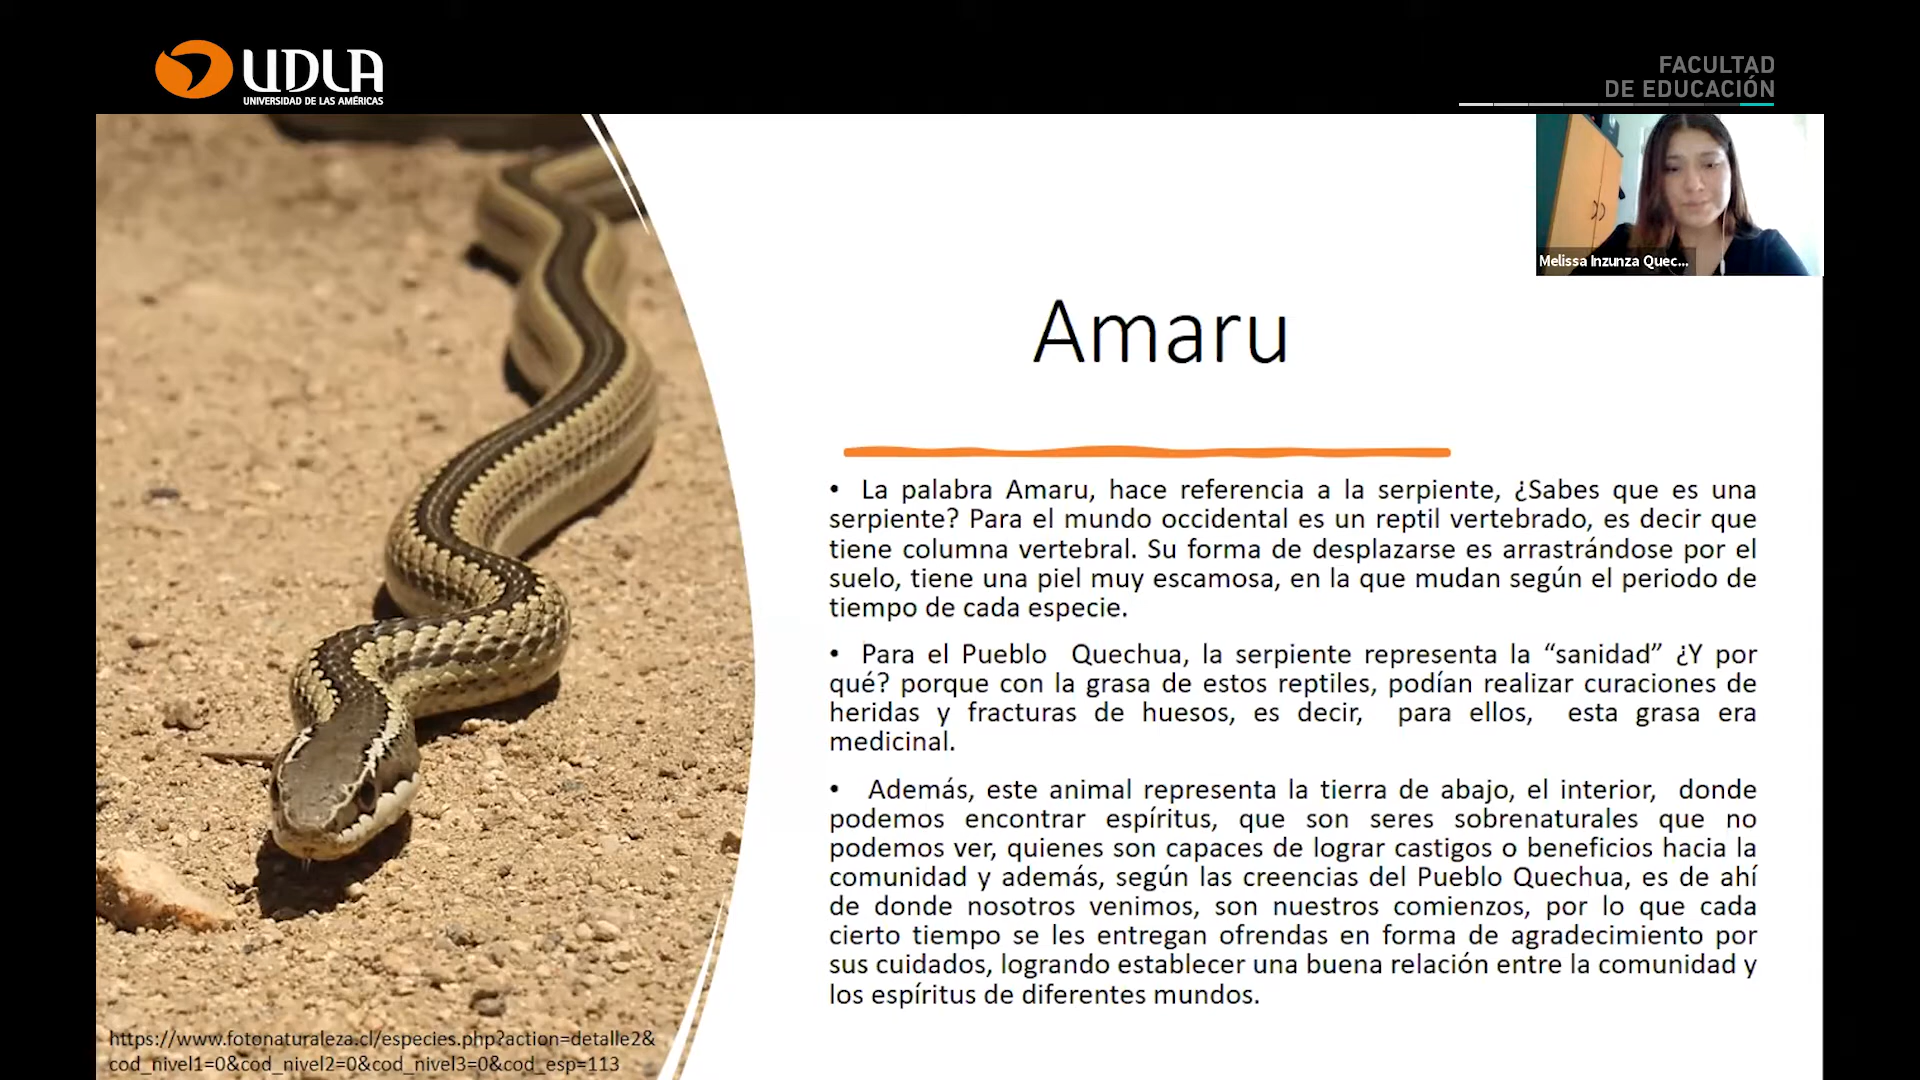 UDLA
UNIVERSIDAD DE LAS AMÉRICAS
FACULTAD
DE EDUCACIÓN
Melissa Inzunza Quec...
Amaru
• La palabra Amaru, hace referencia a la serpiente, ¿Sabes que es una
serpiente? Para el mundo occidental es un reptil vertebrado, es decir que
tiene columna vertebral. Su forma de desplazarse es arrastrándose por el
suelo, tiene una piel muy escamosa, en la que mudan según el periodo de
tiempo de cada especie.
• Para el Pueblo Quechua, la serpiente representa la “sanidad” ¿Y por
qué? porque con la grasa de estos reptiles, podían realizar curaciones de
heridas y fracturas de huesos, es decir, para ellos, esta grasa era
medicinal.
• Además, este animal representa la tierra de abajo, el interior, donde
podemos encontrar espíritus, que son seres sobrenaturales que no
podemos ver, quienes son capaces de lograr castigos o beneficios hacia la
comunidad y además, según las creencias del Pueblo Quechua, es de ahí
de donde nosotros venimos, son nuestros comienzos, por lo que cada
cierto tiempo se les entregan ofrendas en forma de agradecimiento por
sus cuidados, logrando establecer una buena relación entre la comunidad y
los espíritus de diferentes mundos.
https://www.fotonaturaleza.cl/especies.php?action=detalle2&
cod_nivel1=0&cod_nivel2=0&cod_nivel3=0&cod_esp=113